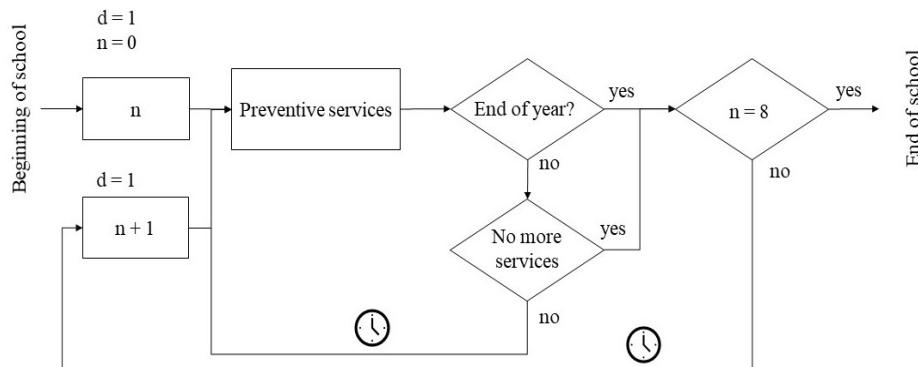 d = 1
n = 0
Beginning of school
n
Preventive services
End of year?
yes
n = 8
yes
End of school
no
no
d = 1
n + 1
No more
services
yes
no